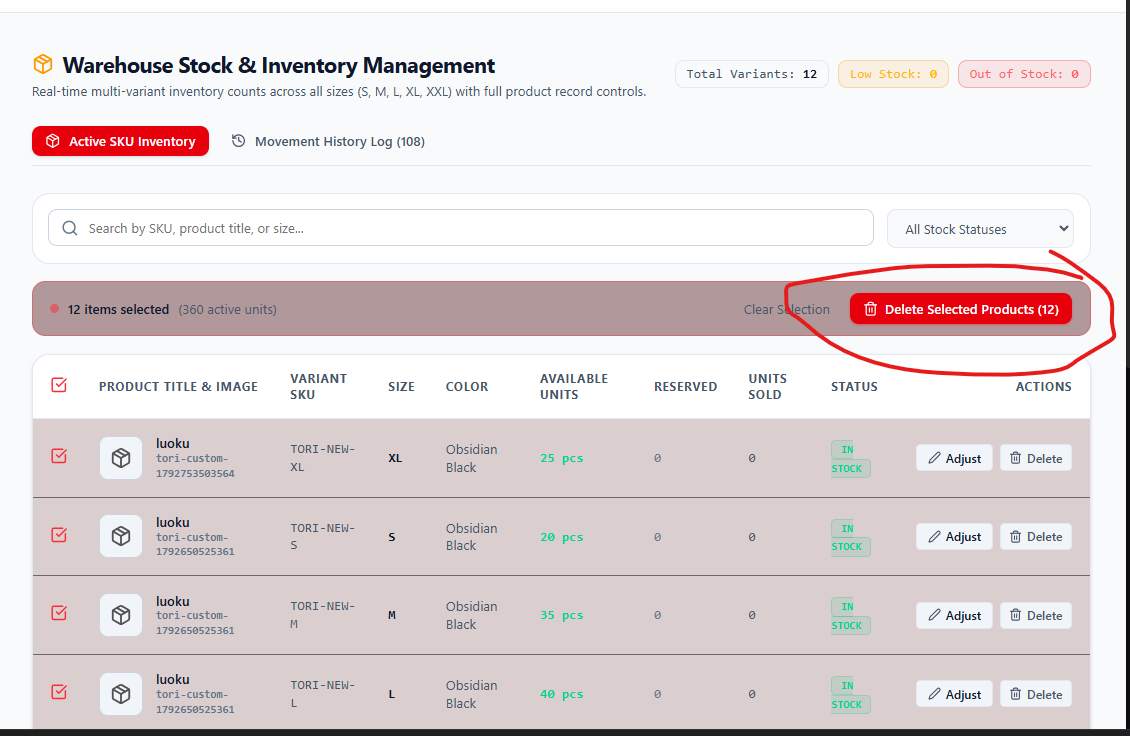 Warehouse Stock & Inventory Management
Real-time multi-variant inventory counts across all sizes (S, M, L, XL, XXL) with full product record controls.
Total Variants: 12
Low Stock: 0
Out of Stock: 0
Active SKU Inventory
Movement History Log (108)
Search by SKU, product title, or size...
All Stock Statuses
12 items selected (360 active units)
Clear Selection
Delete Selected Products (12)
PRODUCT TITLE & IMAGE
VARIANT
SKU
SIZE
COLOR
AVAILABLE
UNITS
RESERVED
UNITS
SOLD
STATUS
ACTIONS
luoku
tori-custom-
1792753503564
TORI-NEW-
XL
XL
Obsidian
Black
25 pcs
0
0
IN
STOCK
Adjust
Delete
luoku
tori-custom-
1792650525361
TORI-NEW-
S
S
Obsidian
Black
20 pcs
0
0
IN
STOCK
Adjust
Delete
luoku
tori-custom-
1792650525361
TORI-NEW-
M
M
Obsidian
Black
35 pcs
0
0
IN
STOCK
Adjust
Delete
luoku
tori-custom-
1792650525361
TORI-NEW-
L
L
Obsidian
Black
40 pcs
0
0
IN
STOCK
Adjust
Delete